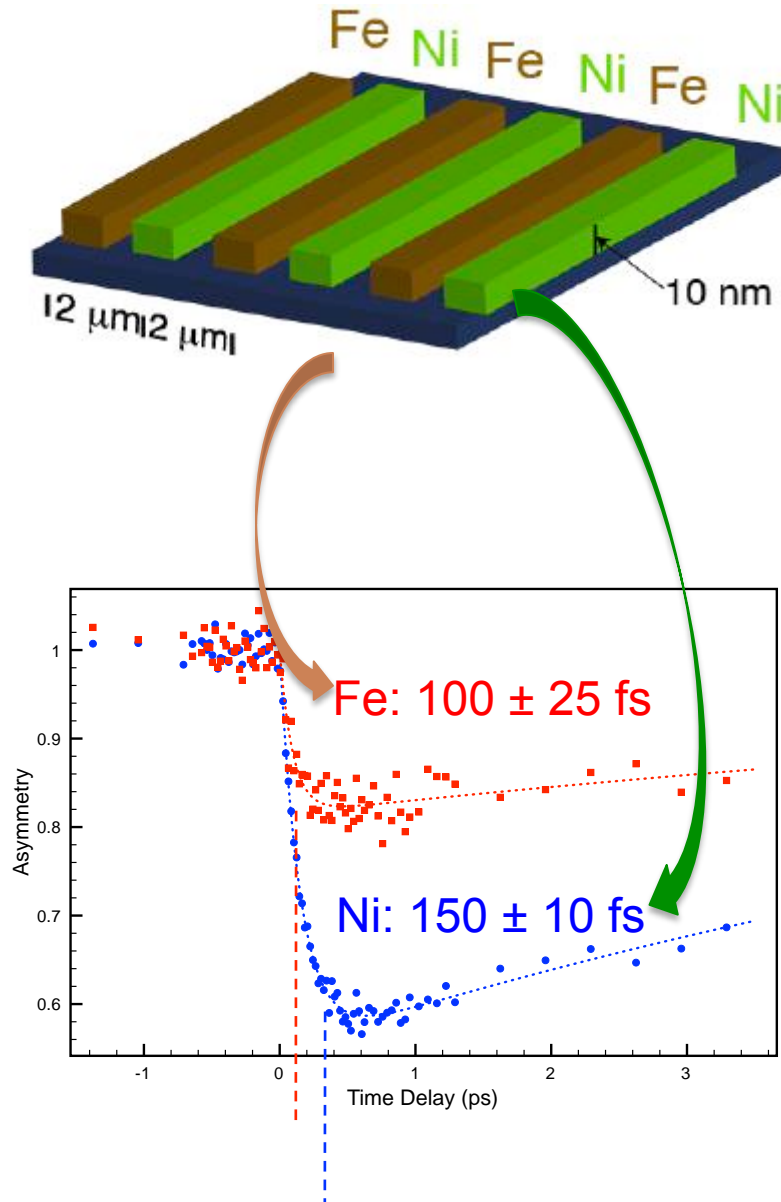 Fe Ni Fe Ni Fe Ni
10 nm
2 μm 2 μm
Fe: 100 ± 25 fs
Ni: 150 ± 10 fs
Asymmetry
1
0.9
0.8
0.7
0.6
-1 0 1 2 3
Time Delay (ps)